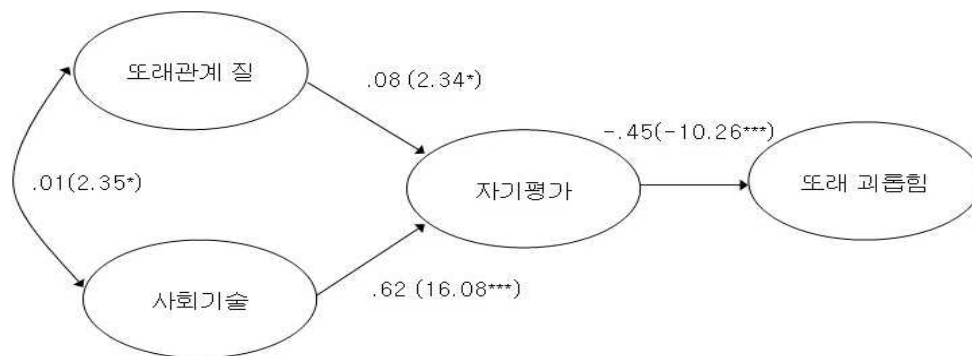 또래관계 질
.08 (2.34*)
-.45(-10.26***)
.01(2.35*)
자기평가
또래 괴롭힘
사회기술
.62 (16.08***)